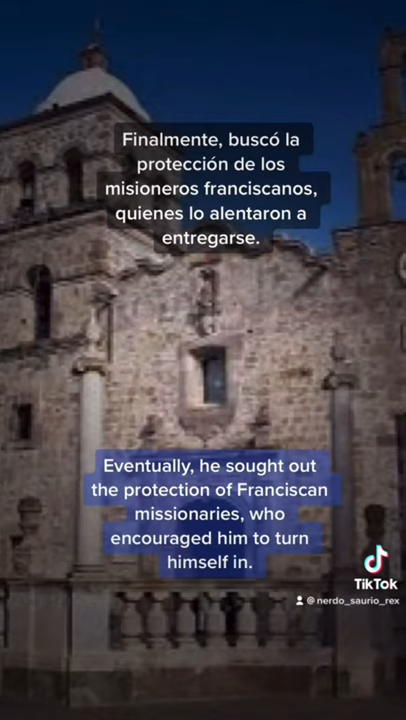 Finalmente, buscó la
protección de los
misioneros franciscanos,
quienes lo alentaron a
entregarse.
Eventually, he sought out
the protection of Franciscan
missionaries, who
encouraged him to turn
himself in.
TikTok
@nerdo_saurio_rex